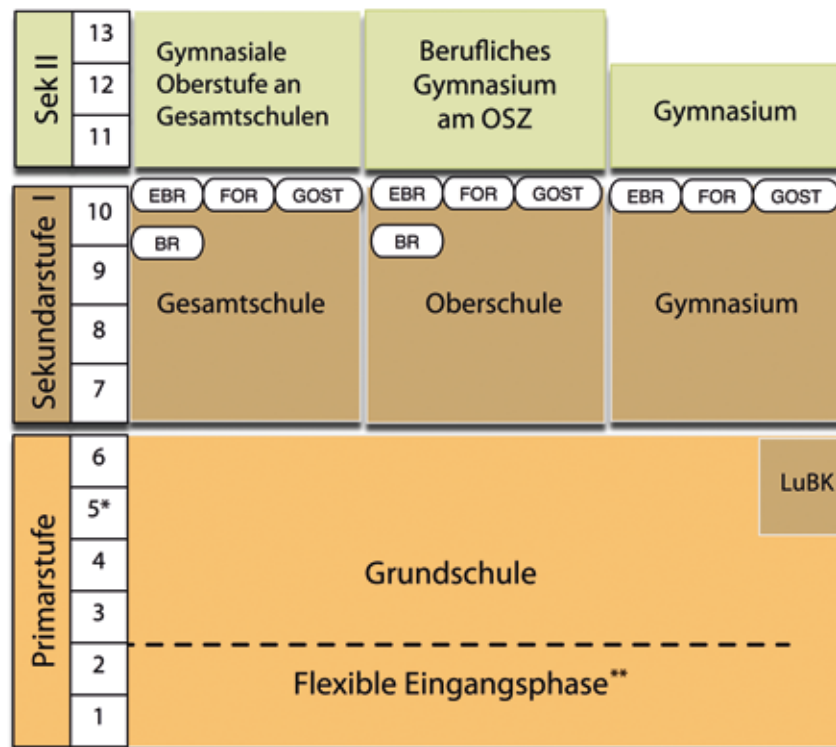 Sek II
13
12
11
Gymnasiale
Oberstufe an
Gesamtschulen
Berufliches
Gymnasium
am OSZ
Gymnasium
Sekundarstufe I
10
9
8
7
EBR FOR GOST
BR
Gesamtschule
EBR FOR GOST
BR
Oberschule
EBR FOR GOST
Gymnasium
Primarstufe
6
5*
4
3
2
1
LuBK
Grundschule
Flexible Eingangsphase**